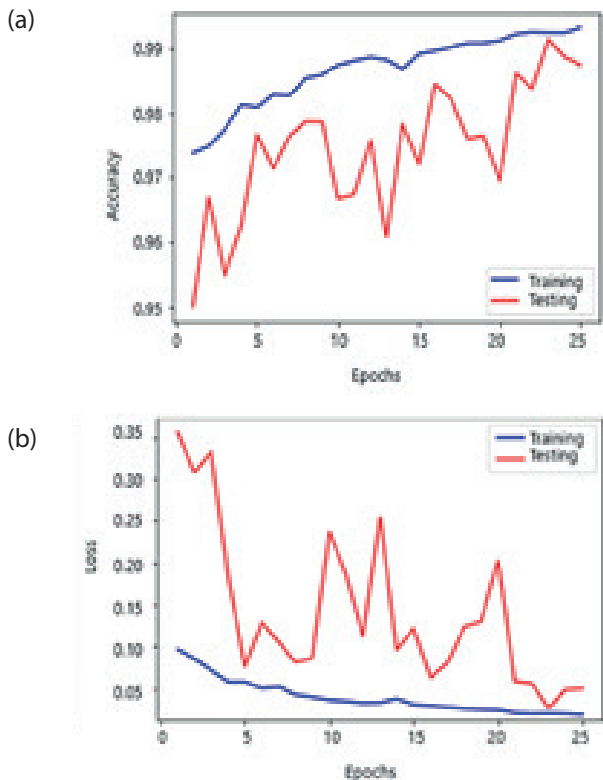 (a)
0.99
0.98
0.97
0.96
0.95
Accuracy
Training
Testing
0 5 10 15 20 25
Epochs
(b)
0.35
0.30
0.25
0.20
0.15
0.10
0.05
Loss
Training
Testing
0 5 10 15 20 25
Epochs